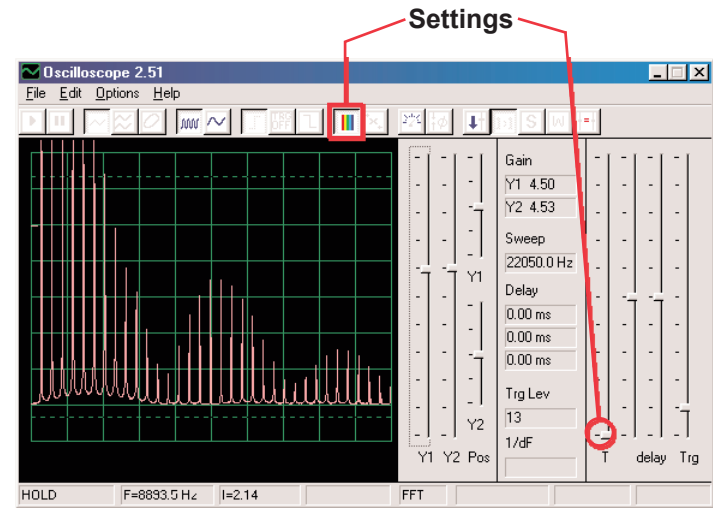 Settings
Oscilloscope 2.51
File Edit Options Help
Gain
Y1 4.50
Y2 4.53
Sweep
22050.0 Hz
Delay
0.00 ms
0.00 ms
0.00 ms
Trg Lev
13
1/dF
Y1
Y2
Y1 Y2 Pos
T delay Trg
HOLD F=8893.5 Hz I=2.14 FFT